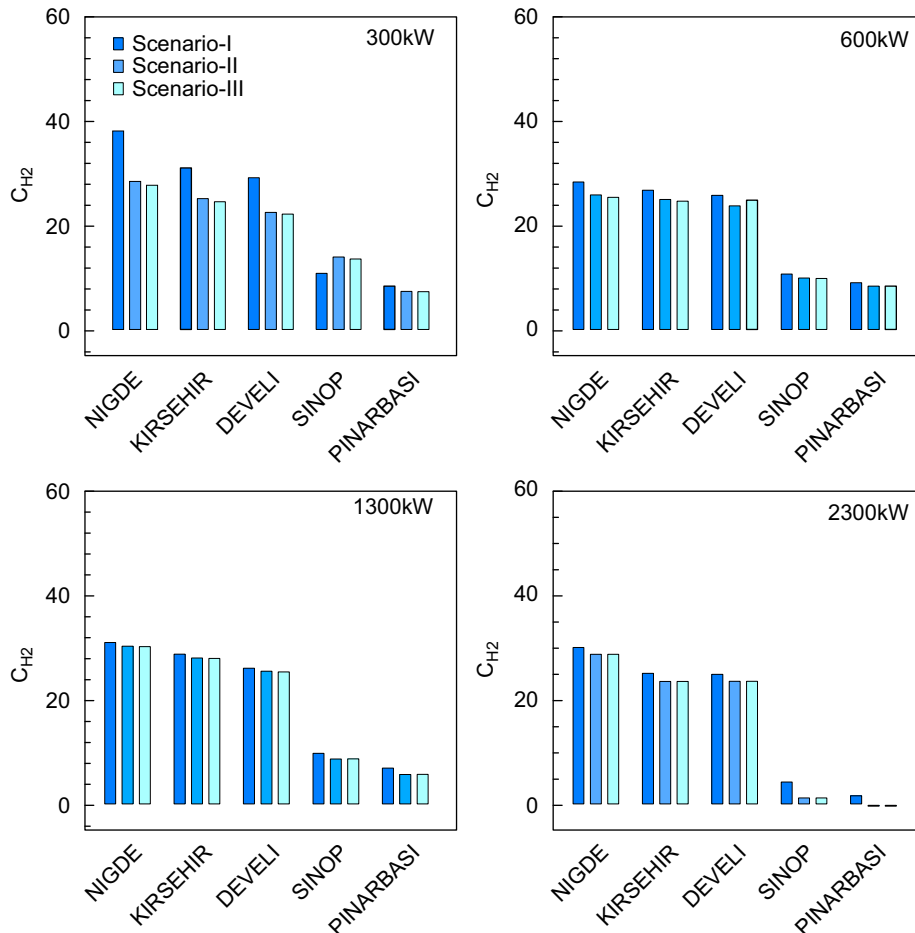 60
300kW
Scenario-I
Scenario-II
Scenario-III
40
20
0
CH2
NIGDE
KIRSEHIR
DEVELI
SINOP
PINARBASI
60
600kW
40
20
0
CH2
NIGDE
KIRSEHIR
DEVELI
SINOP
PINARBASI
60
1300kW
40
20
0
CH2
NIGDE
KIRSEHIR
DEVELI
SINOP
PINARBASI
60
2300kW
40
20
0
CH2
NIGDE
KIRSEHIR
DEVELI
SINOP
PINARBASI